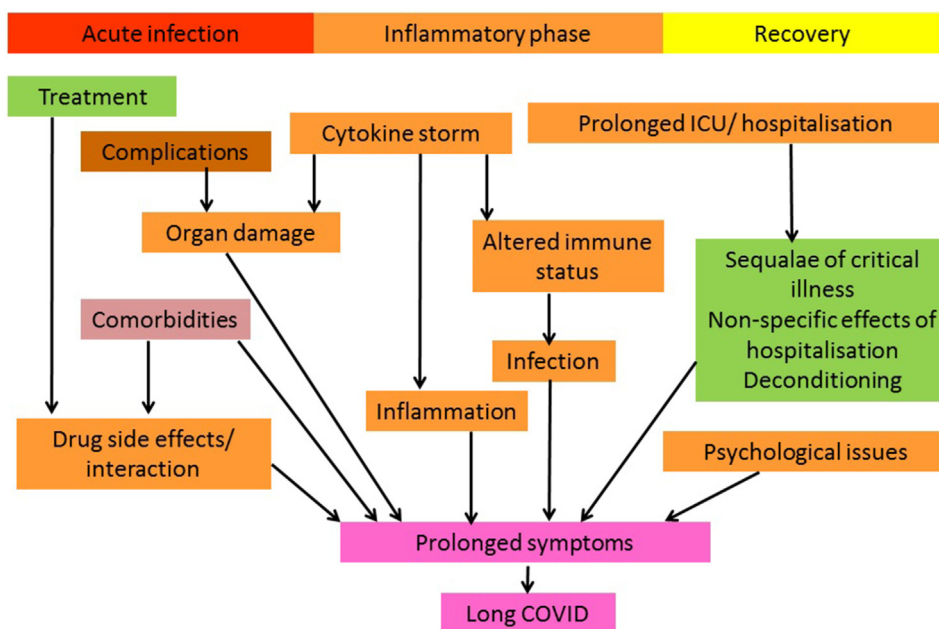 Acute infection
Inflammatory phase
Recovery
Treatment
Complications
Cytokine storm
Prolonged ICU/ hospitalisation
Organ damage
Altered immune
status
Sequalae of critical
illness
Non-specific effects of
hospitalisation
Deconditioning
Comorbidities
Infection
Inflammation
Drug side effects/
interaction
Psychological issues
Prolonged symptoms
Long COVID